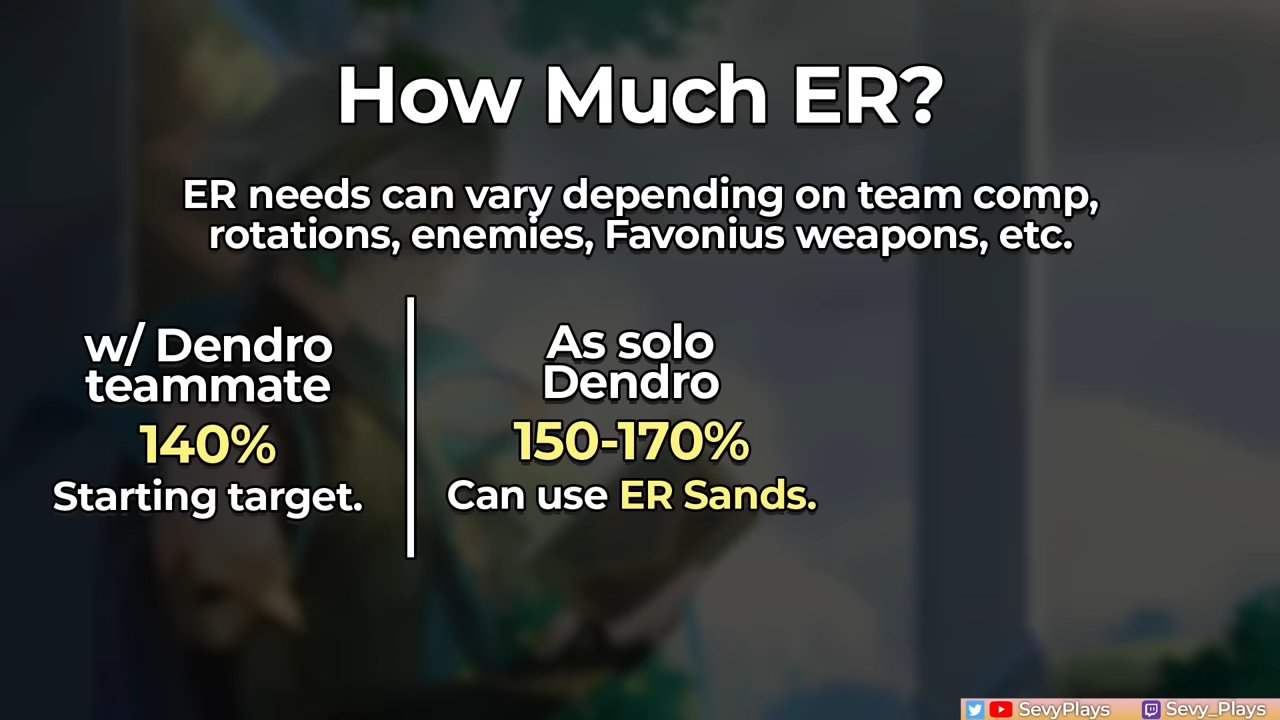 How Much ER?
ER needs can vary depending on team comp,
rotations, enemies, Favonius weapons, etc.
w/ Dendro
teammate
140%
Starting target.
As solo
Dendro
150-170%
Can use ER Sands.
SevyPlays
Sevy_Plays